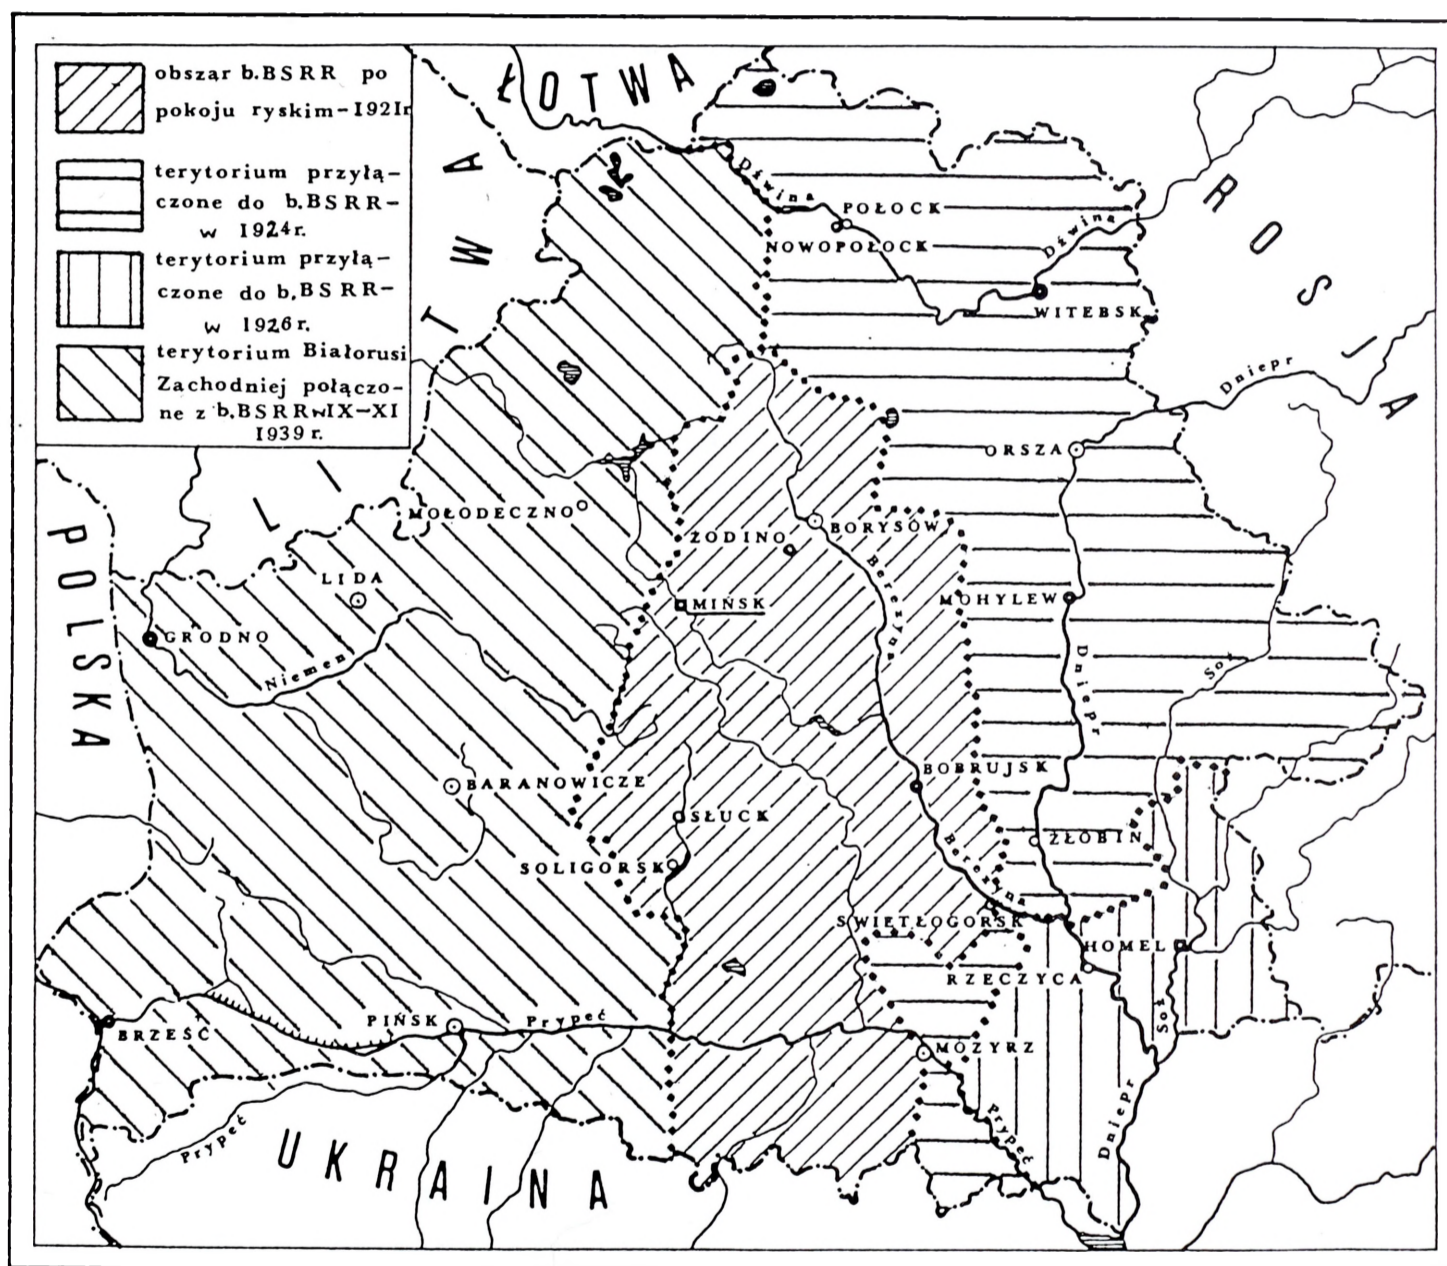 obszar b.BSRR po
pokoju ryskim-1921r
terytorium przyłą-
czone do b.BSRR-
w 1924r.
terytorium przyłą-
czone do b.BSRR-
w 1926r.
terytorium Białorusi
Zachodniej połączo-
ne z b.BSRR w IX-XI
1939 r.
ŁOTWA
LITWA
ROSJA
POLSKA
UKRAINA
Dźwina
POŁOCK
NOWOPOŁOCK
Dźwina
WITEBSK
Dniepr
ORSZA
MOŁODECZNO
BORYSÓW
ŻODINO
Berezyna
LIDA
MIŃSK
MOHYLEW
GRODNO
Niemen
Dniepr
Soż
BARANOWICZE
BOBRUJSK
SŁUCK
ŻŁOBIN
SOLIGORSK
Berezyna
SWIETŁOGORSK
HOMEL
RZECZYCA
Soż
BRZEŚĆ
PIŃSK
Prypeć
MOZYRZ
Prypeć
Dniepr
Prypeć